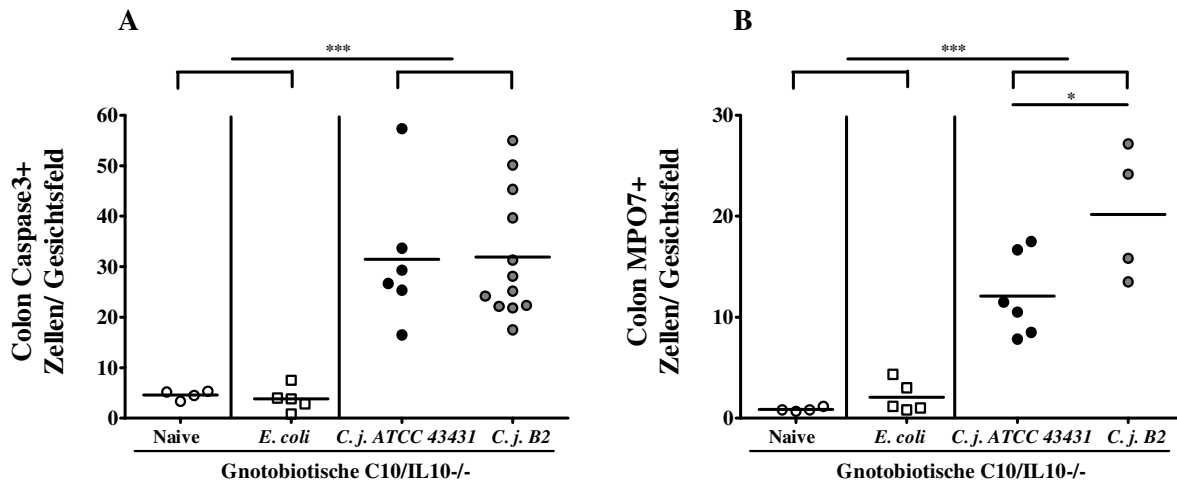 A
***
Colon Caspase3+
Zellen/ Gesichtsfeld
60
50
40
30
20
10
0
Naive
E. coli
C. j. ATCC 43431
C. j. B2
Gnotobiotische C10/IL10-/-
B
***
*
Colon MPO7+
Zellen/ Gesichtsfeld
30
20
10
0
Naive
E. coli
C. j. ATCC 43431
C. j. B2
Gnotobiotische C10/IL10-/-